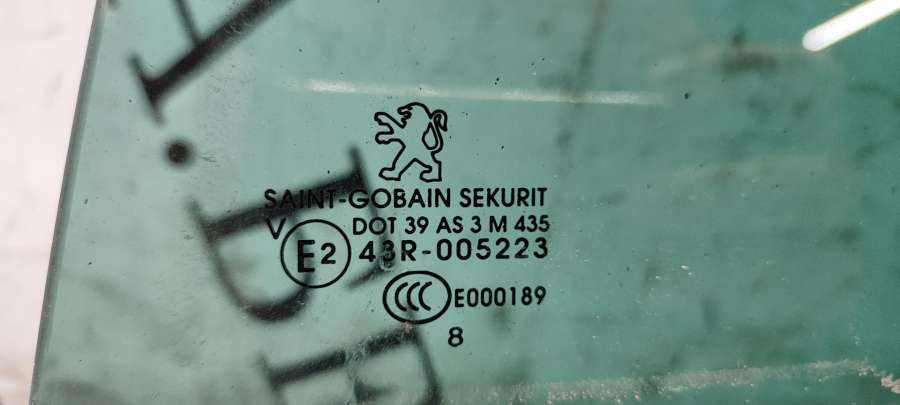 SAINT-GOBAIN SEKURIT
V DOT 39 AS 3 M 435
E2 43R-005223
CCC E000189
8